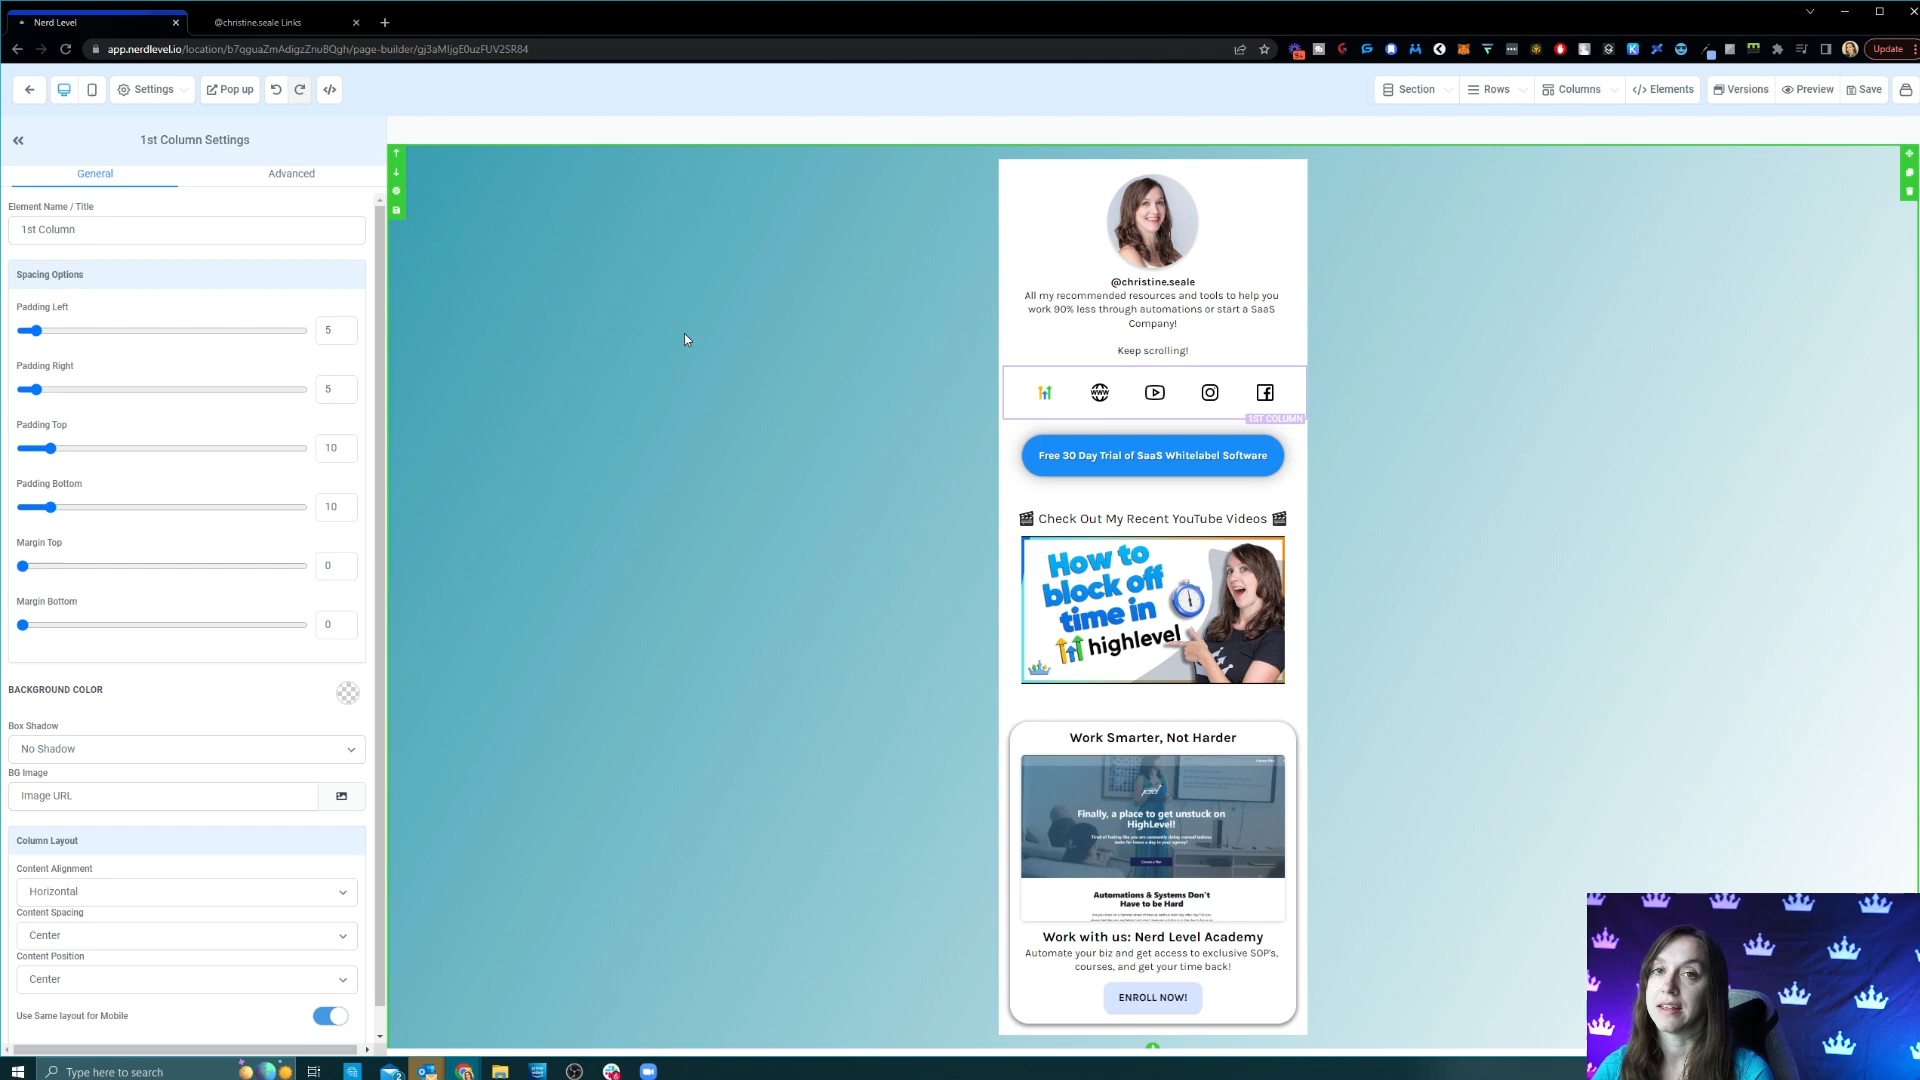 Nerd Level
@christine.seale Links
app.nerdlevel.io/location/b7qguaZmAdigzZnuBQgh/page-builder/gj3aMljgE0uzFUV2SR84
Update
Settings
Pop up
Section
Rows
Columns
</> Elements
Versions
Preview
Save
1st Column Settings
General
Advanced
Element Name / Title
1st Column
Spacing Options
Padding Left
5
Padding Right
5
Padding Top
10
Padding Bottom
10
Margin Top
0
Margin Bottom
0
BACKGROUND COLOR
Box Shadow
No Shadow
BG Image
Image URL
Column Layout
Content Alignment
Horizontal
Content Spacing
Center
Content Position
Center
Use Same layout for Mobile
@christine.seale
All my recommended resources and tools to help you
work 90% less through automations or start a SaaS
Company!
Keep scrolling!
WWW
1ST COLUMN
Free 30 Day Trial of SaaS Whitelabel Software
Check Out My Recent YouTube Videos
How to
block off
time in
highlevel
Work Smarter, Not Harder
Finally, a place to get unstuck on
HighLevel!
Automations & Systems Don't
Have to be Hard
Work with us: Nerd Level Academy
Automate your biz and get access to exclusive SOP's,
courses, and get your time back!
ENROLL NOW!
Type here to search